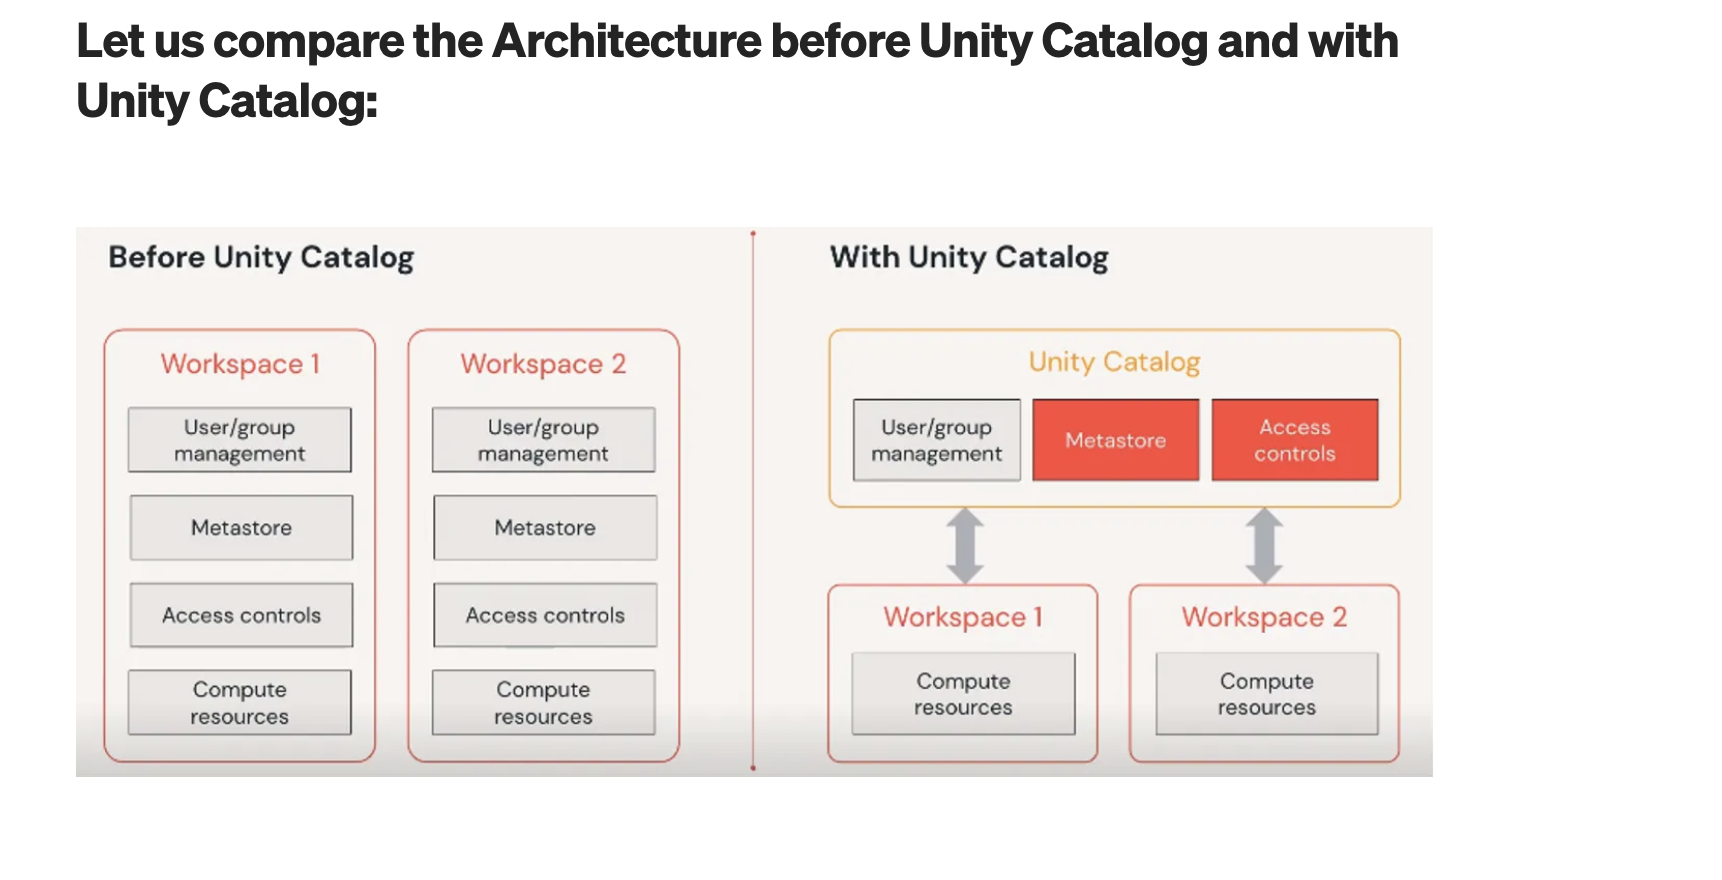 Let us compare the Architecture before Unity Catalog and with
Unity Catalog:
Before Unity Catalog
Workspace 1
User/group
management
Metastore
Access controls
Compute
resources
Workspace 2
User/group
management
Metastore
Access controls
Compute
resources
With Unity Catalog
Unity Catalog
User/group
management
Metastore
Access
controls
Workspace 1
Compute
resources
Workspace 2
Compute
resources